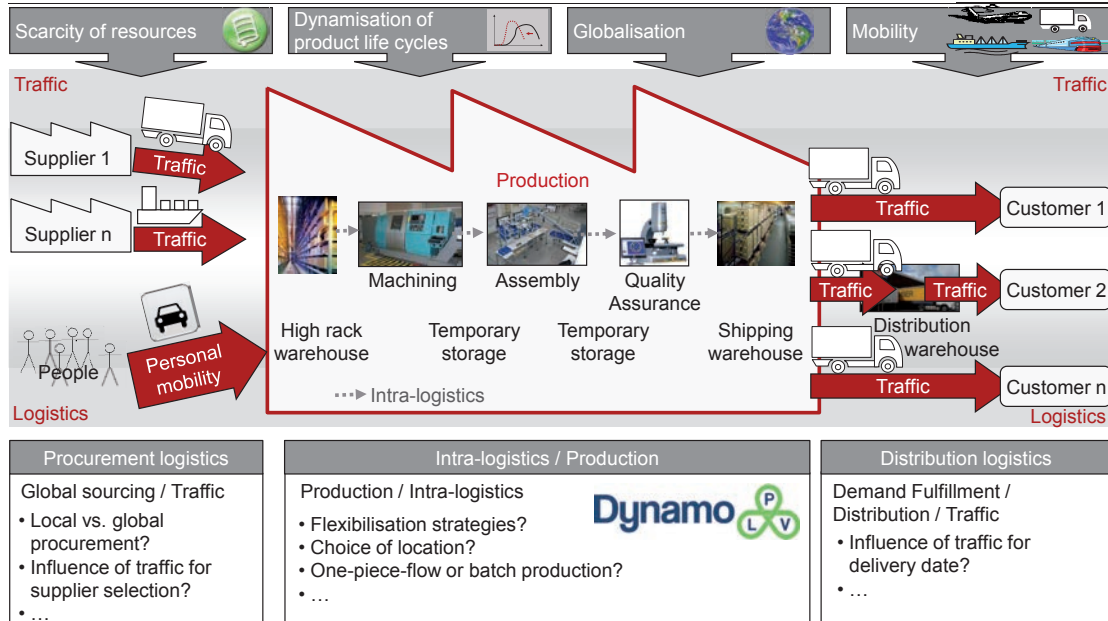 Scarcity of resources
Dynamisation of
product life cycles
Globalisation
Mobility
Traffic
Traffic
Supplier 1
Traffic
Supplier n
Traffic
People
Personal
mobility
Logistics
Production
Machining
Assembly
Quality
Assurance
High rack
warehouse
Temporary
storage
Temporary
storage
Shipping
warehouse
Intra-logistics
Traffic
Customer 1
Traffic
Traffic
Customer 2
Distribution
warehouse
Traffic
Customer n
Logistics
Procurement logistics
Global sourcing / Traffic
• Local vs. global
procurement?
• Influence of traffic for
supplier selection?
• …
Intra-logistics / Production
Production / Intra-logistics
• Flexibilisation strategies?
• Choice of location?
• One-piece-flow or batch production?
• …
Dynamo P L V
Distribution logistics
Demand Fulfillment /
Distribution / Traffic
• Influence of traffic for
delivery date?
• …